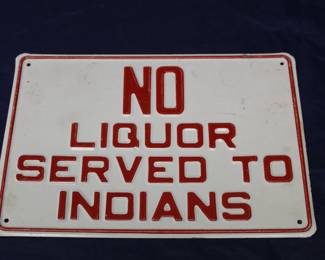 NO
LIQUOR
SERVED TO
INDIANS